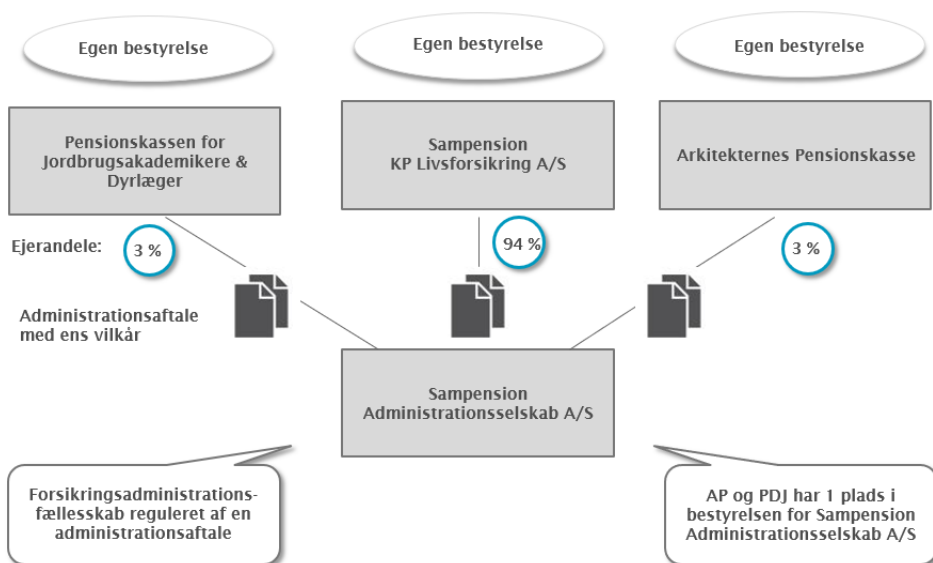 Egen bestyrelse
Egen bestyrelse
Egen bestyrelse
Pensionskassen for
Jordbrugsakademikere &
Dyrlæger
Sampension
KP Livsforsikring A/S
Arkitekternes Pensionskasse
Ejerandele:
3 %
94 %
3 %
Administrationsaftale
med ens vilkår
Sampension
Administrationsselskab A/S
Forsikringsadministrations-
fællesskab reguleret af en
administrationsaftale
AP og PDJ har 1 plads i
bestyrelsen for Sampension
Administrationsselskab A/S